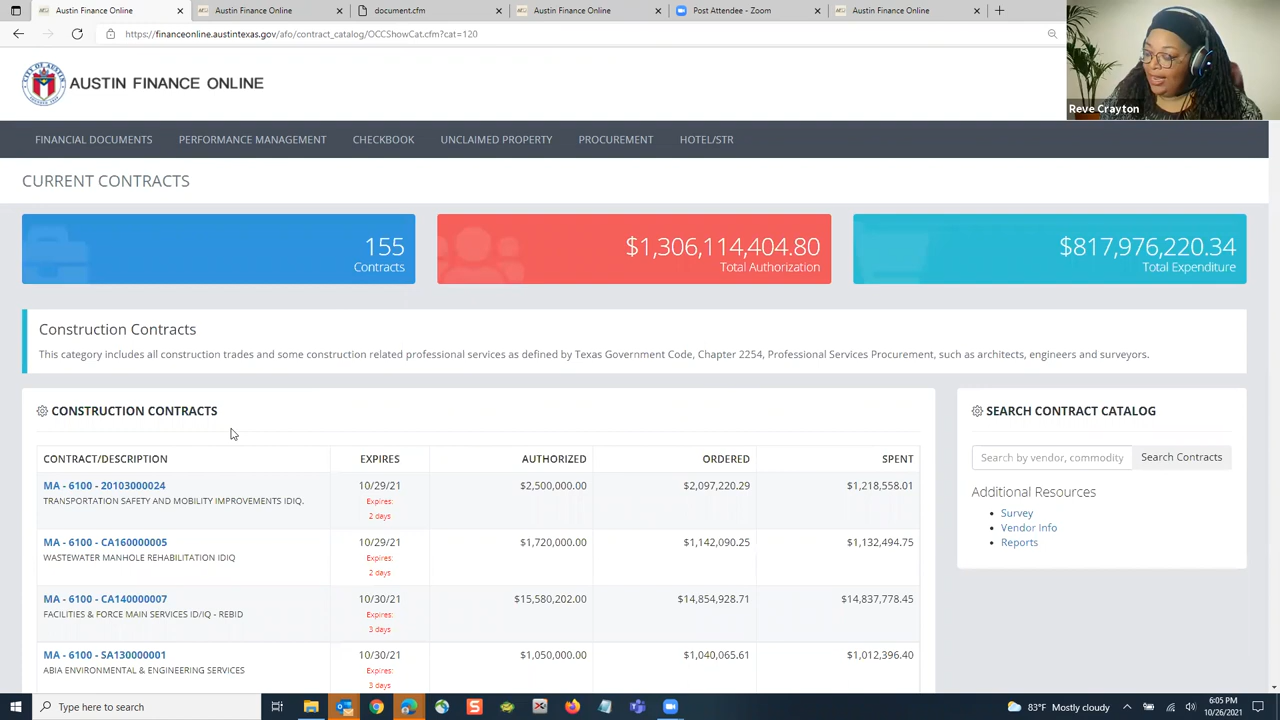 Austin Finance Online
Austin Finance Online
document.cfm
Austin Finance Online
Post Attendee - Zoom
Austin Finance Online
https://financeonline.austintexas.gov/afo/contract_catalog/OCCShowCat.cfm?cat=120
AUSTIN FINANCE ONLINE
Reve Crayton
FINANCIAL DOCUMENTS PERFORMANCE MANAGEMENT CHECKBOOK UNCLAIMED PROPERTY PROCUREMENT HOTEL/STR
CURRENT CONTRACTS
155
Contracts
$1,306,114,404.80
Total Authorization
$817,976,220.34
Total Expenditure
Construction Contracts
This category includes all construction trades and some construction related professional services as defined by Texas Government Code, Chapter 2254, Professional Services Procurement, such as architects, engineers and surveyors.
CONSTRUCTION CONTRACTS
CONTRACT/DESCRIPTION EXPIRES AUTHORIZED ORDERED SPENT
MA - 6100 - 20103000024 10/29/21 $2,500,000.00 $2,097,220.29 $1,218,558.01
TRANSPORTATION SAFETY AND MOBILITY IMPROVEMENTS IDIQ. Expires:
2 days
MA - 6100 - CA160000005 10/29/21 $1,720,000.00 $1,142,090.25 $1,132,494.75
WASTEWATER MANHOLE REHABILITATION IDIQ Expires:
2 days
MA - 6100 - CA140000007 10/30/21 $15,580,202.00 $14,854,928.71 $14,837,778.45
FACILITIES & FORCE MAIN SERVICES ID/IQ - REBID Expires:
3 days
MA - 6100 - SA130000001 10/30/21 $1,050,000.00 $1,040,065.61 $1,012,396.40
ABIA ENVIRONMENTAL & ENGINEERING SERVICES Expires:
3 days
SEARCH CONTRACT CATALOG
Search by vendor, commodity Search Contracts
Additional Resources
Survey
Vendor Info
Reports
Type here to search
83°F Mostly cloudy
6:05 PM
10/26/2021